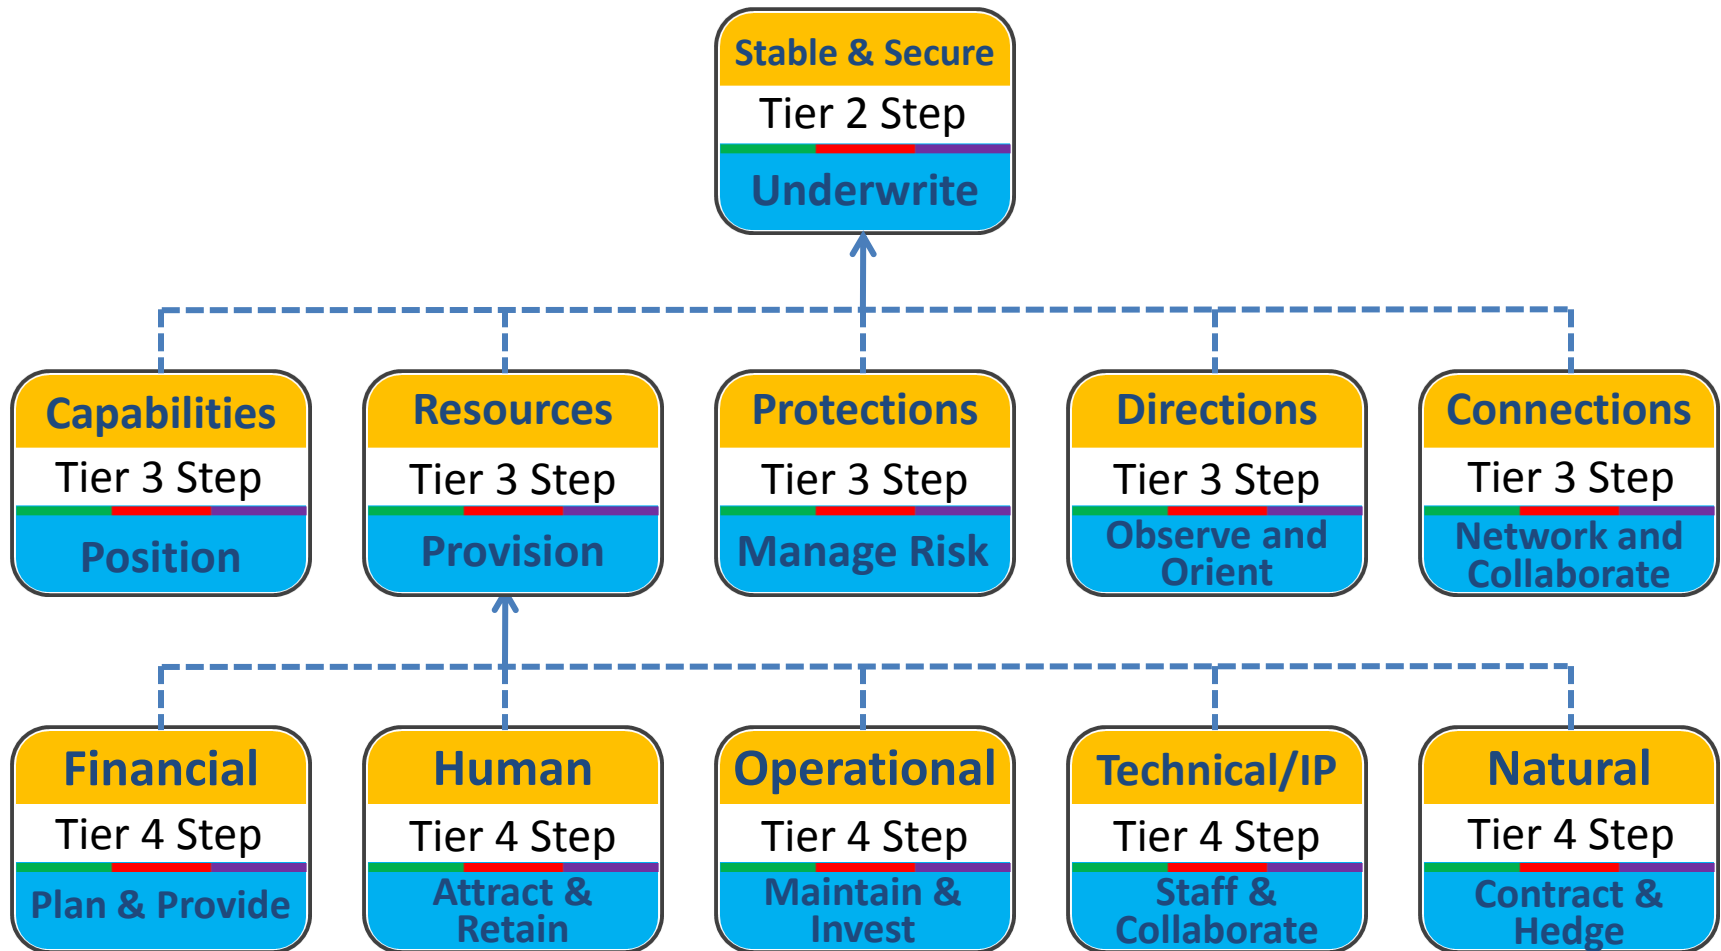 Stable & Secure
Tier 2 Step
Underwrite
Capabilities
Tier 3 Step
Position
Resources
Tier 3 Step
Provision
Protections
Tier 3 Step
Manage Risk
Directions
Tier 3 Step
Observe and
Orient
Connections
Tier 3 Step
Network and
Collaborate
Financial
Tier 4 Step
Plan & Provide
Human
Tier 4 Step
Attract &
Retain
Operational
Tier 4 Step
Maintain &
Invest
Technical/IP
Tier 4 Step
Staff &
Collaborate
Natural
Tier 4 Step
Contract &
Hedge